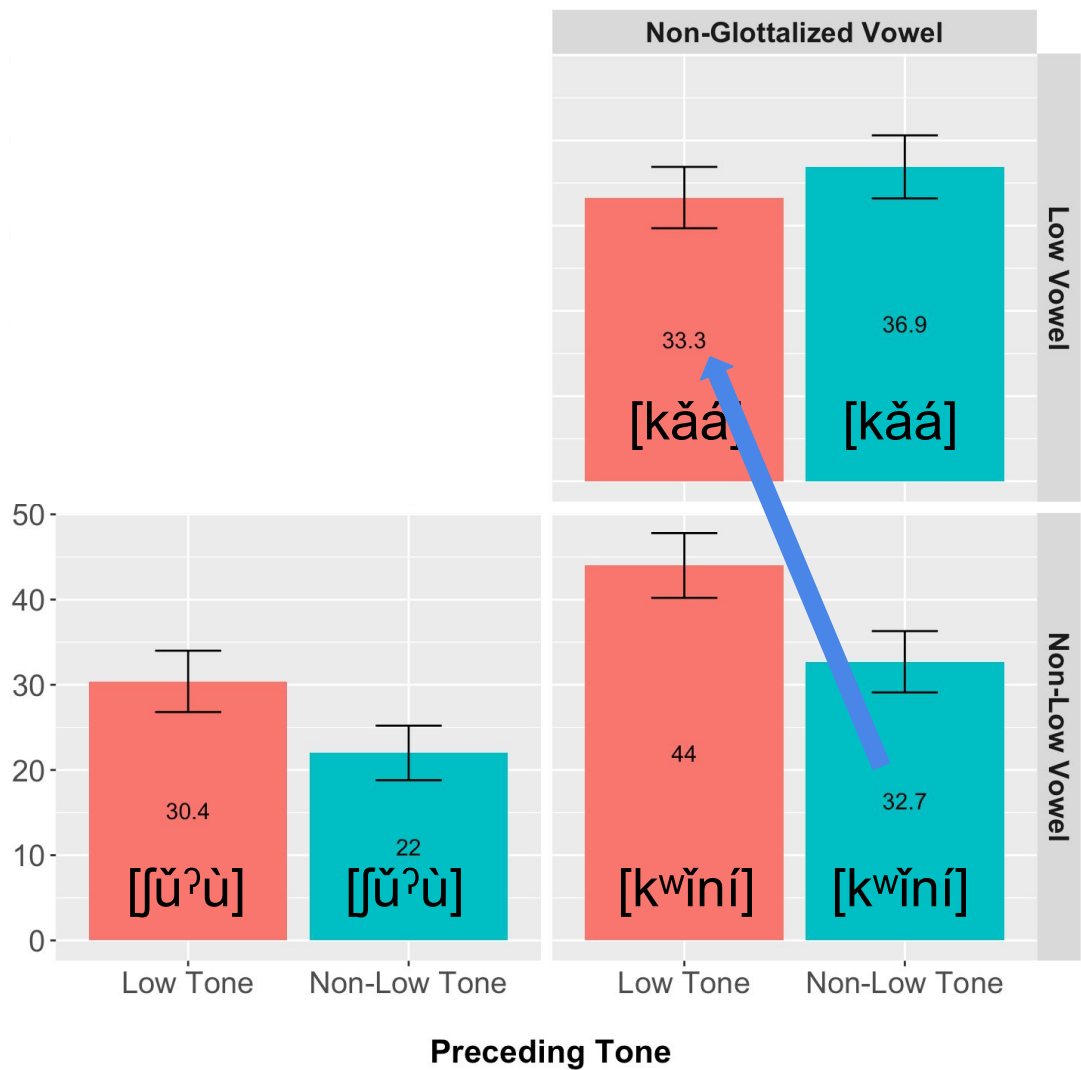 Non-Glottalized Vowel
Low Vowel
33.3
36.9
[kǎá]
[kǎá]
50
40
30
20
10
0
Non-Low Vowel
30.4
22
44
32.7
[ʃǔˀù]
[ʃǔˀù]
[kʷǐní]
[kʷǐní]
Low Tone
Non-Low Tone
Low Tone
Non-Low Tone
Preceding Tone